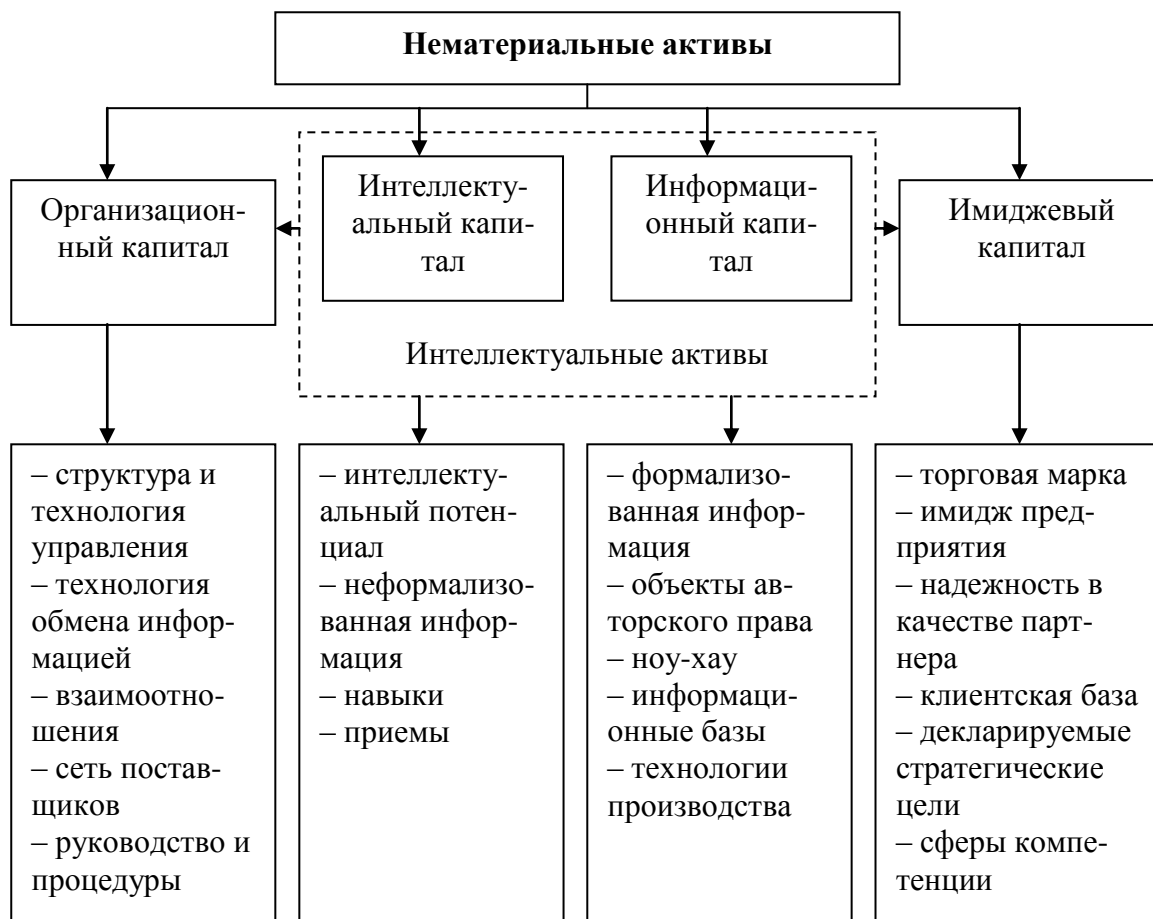 Нематериальные активы
Организацион-
ный капитал
Интеллекту-
альный капи-
тал
Информаци-
онный капи-
тал
Имиджевый
капитал
Интеллектуальные активы
– структура и
технология
управления
– технология
обмена инфор-
мацией
– взаимоотно-
шения
– сеть постав-
щиков
– руководство и
процедуры
– интеллекту-
альный потен-
циал
– неформализо-
ванная инфор-
мация
– навыки
– приемы
– формализо-
ванная инфор-
мация
– объекты ав-
торского права
– ноу-хау
– информаци-
онные базы
– технологии
производства
– торговая марка
– имидж пред-
приятия
– надежность в
качестве парт-
нера
– клиентская база
– декларируемые
стратегические
цели
– сферы компе-
тенции